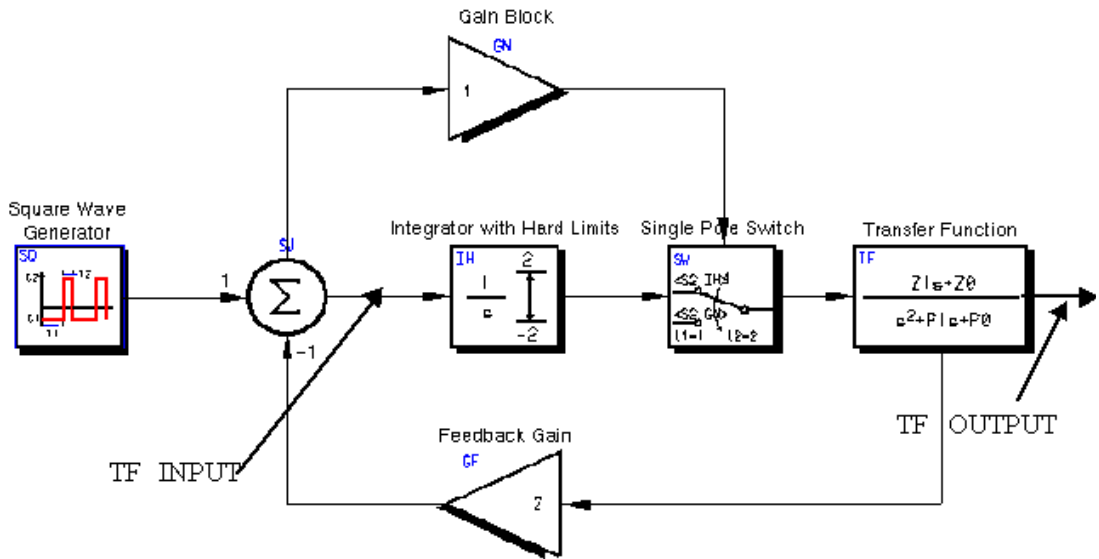 Gain Block
GN
1
Square Wave
Generator
SQ
1
SU
Σ
-1
Integrator with Hard Limits
IH
1
s
2
-2
Single Pole Switch
SW
Transfer Function
TF
Z1s+Z0
s²+P1s+P0
TF INPUT
TF OUTPUT
Feedback Gain
GF
2